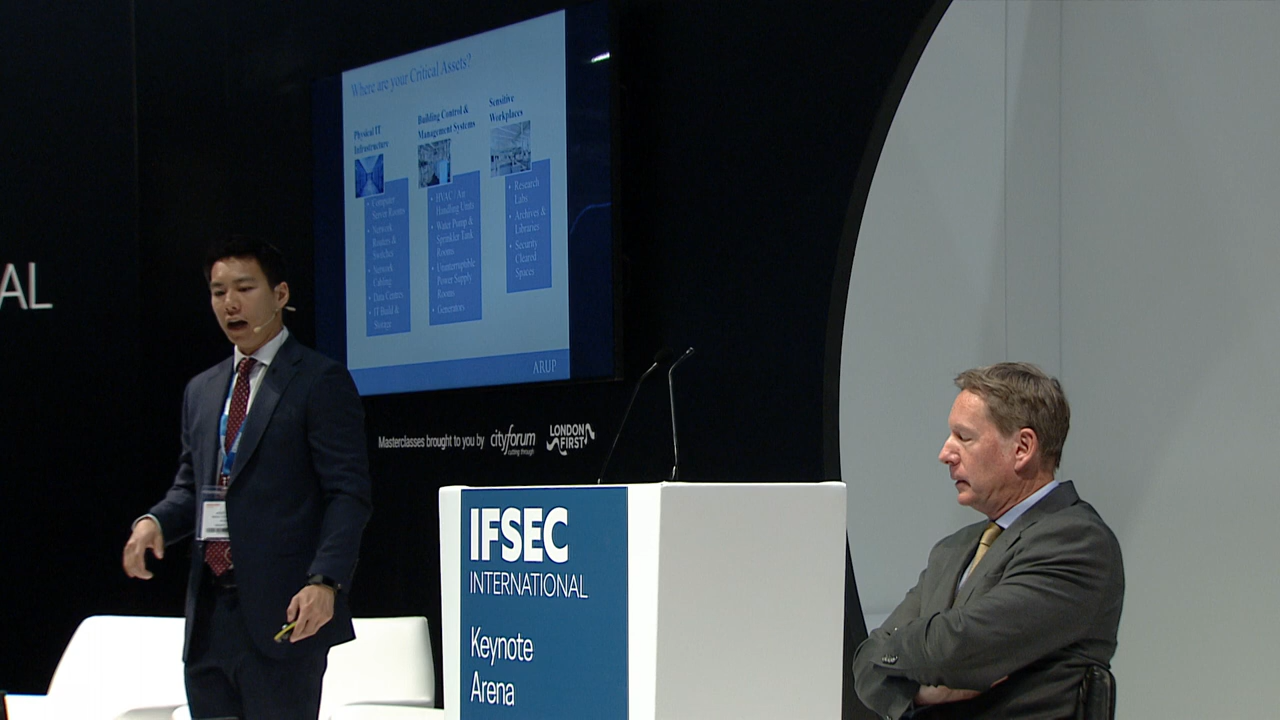 AL
Where are your Critical Assets?
Physical IT
Infrastructure
• Computer
Server Rooms
• Network
Routers &
Switches
• Network
Cabling
• Data Centres
• IT Build &
Storage
Building Control &
Management Systems
• HVAC / Air
Handling Units
• Water Pump &
Sprinkler Tank
Rooms
• Uninterruptible
Power Supply
Rooms
• Generators
Sensitive
Workplaces
• Research
Labs
• Archives &
Libraries
• Security
Cleared
Spaces
ARUP
Masterclasses brought to you by
cityforum
cutting through
LONDON
FIRST
IFSEC
INTERNATIONAL
Keynote
Arena